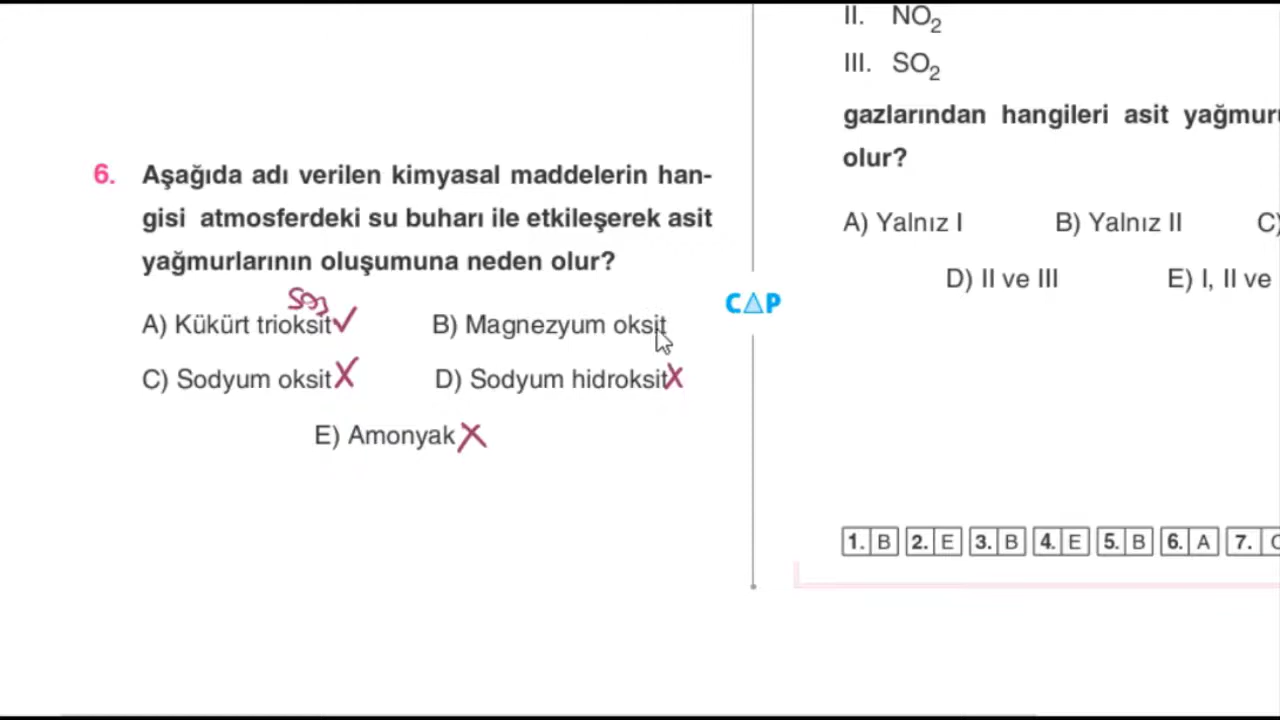 6. Aşağıda adı verilen kimyasal maddelerin han-
gisi atmosferdeki su buharı ile etkileşerek asit
yağmurlarının oluşumuna neden olur?
SO3
A) Kükürt trioksit✓ B) Magnezyum oksit
C) Sodyum oksit X D) Sodyum hidroksit X
E) Amonyak X
CAP
II. NO₂
III. SO₂
gazlarından hangileri asit yağmur
olur?
A) Yalnız I B) Yalnız II C)
D) II ve III E) I, II ve
1. B 2. E 3. B 4. E 5. B 6. A 7.